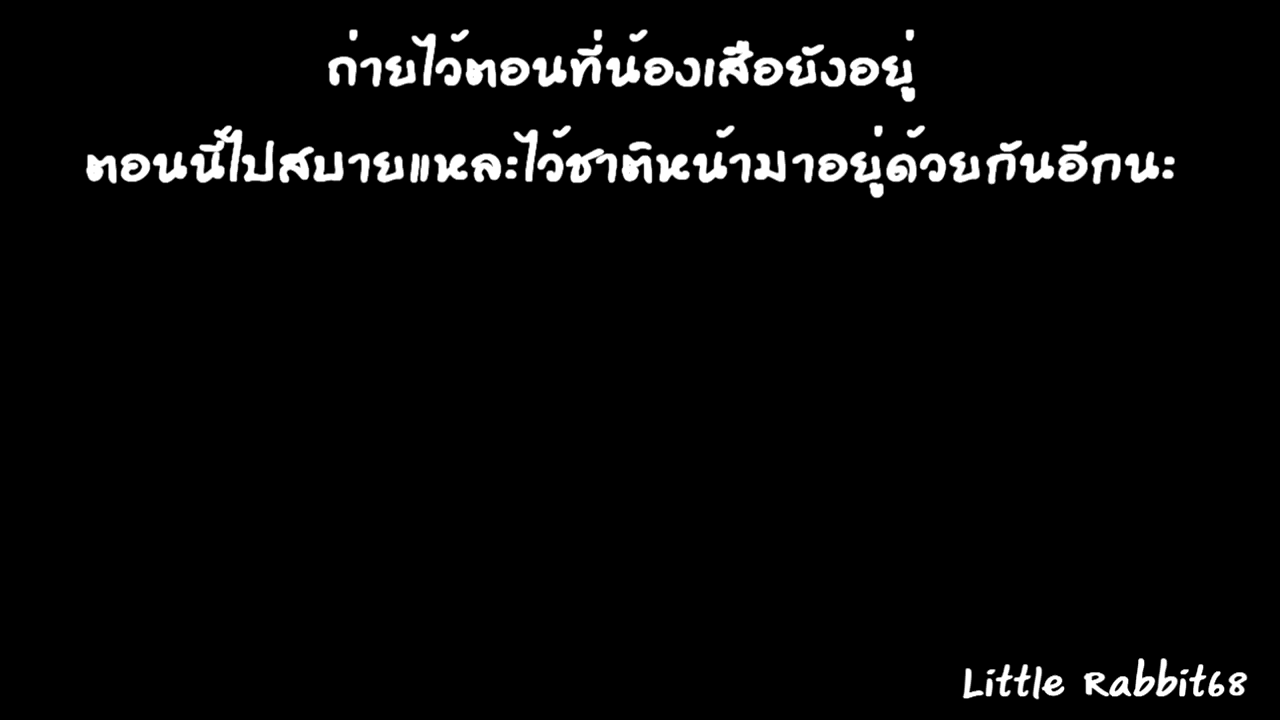 ถ่ายไว้ตอนที่น้องเสือยังอยู่
ตอนนี้ไปสบายแหละไว้ชาติหน้ามาอยู่ด้วยกันอีกนะ
Little Rabbit68